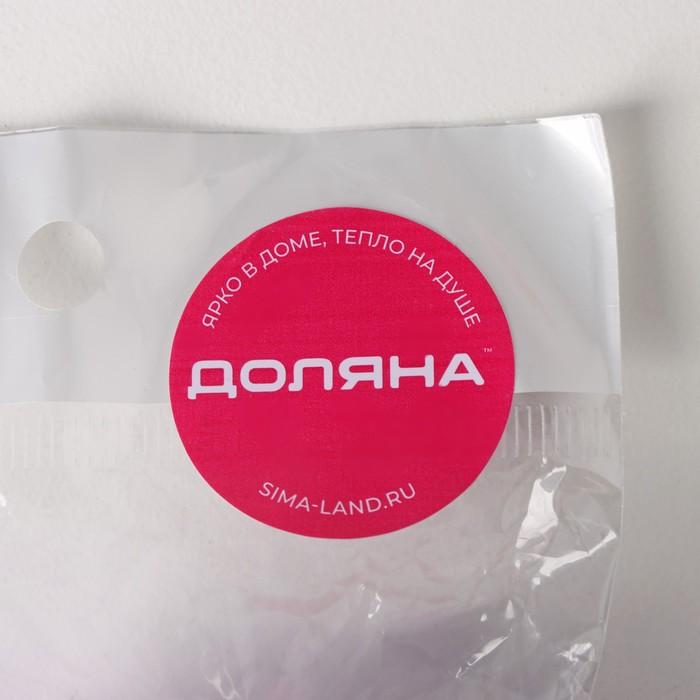 ЯРКО В ДОМЕ, ТЕПЛО НА ДУШЕ
ДОЛЯНА™
SIMA-LAND.RU